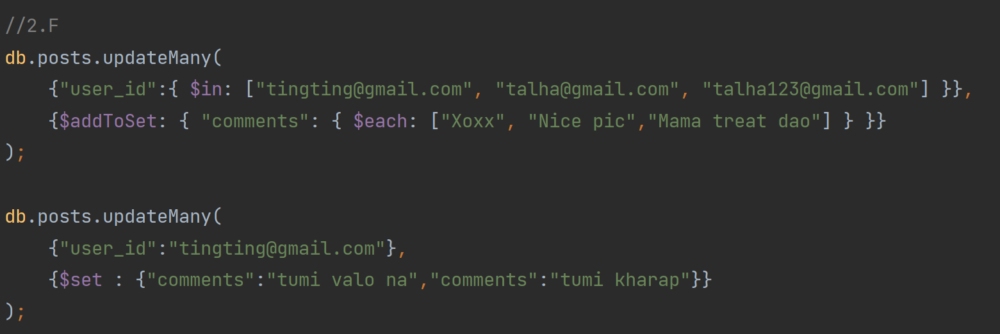 //2.F
db.posts.updateMany(
    {"user_id":{ $in: ["tingting@gmail.com", "talha@gmail.com", "talha123@gmail.com"] }},
    {$addToSet: { "comments": { $each: ["Xoxx", "Nice pic","Mama treat dao"] } }}
);
db.posts.updateMany(
    {"user_id":"tingting@gmail.com"},
    {$set : {"comments":"tumi valo na","comments":"tumi kharap"}}
);